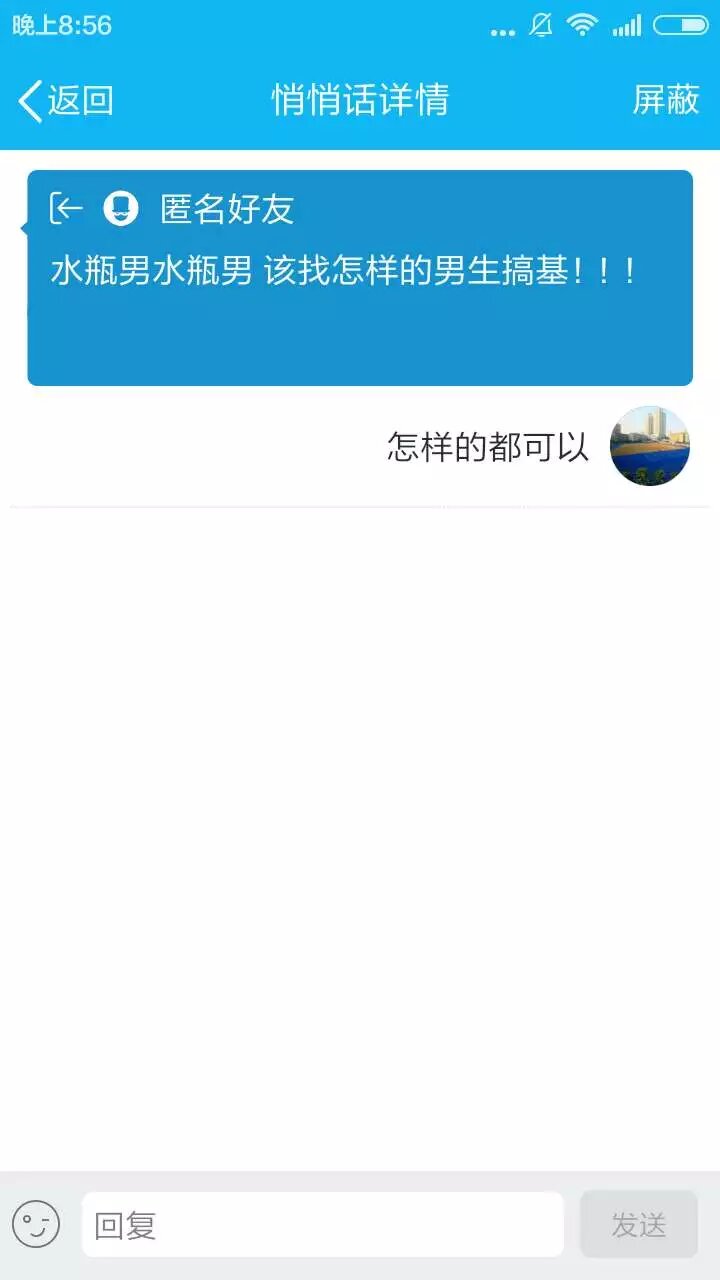 晚上8:56
返回
悄悄话详情
屏蔽
匿名好友
水瓶男水瓶男 该找怎样的男生搞基！！！
怎样的都可以
回复
发送